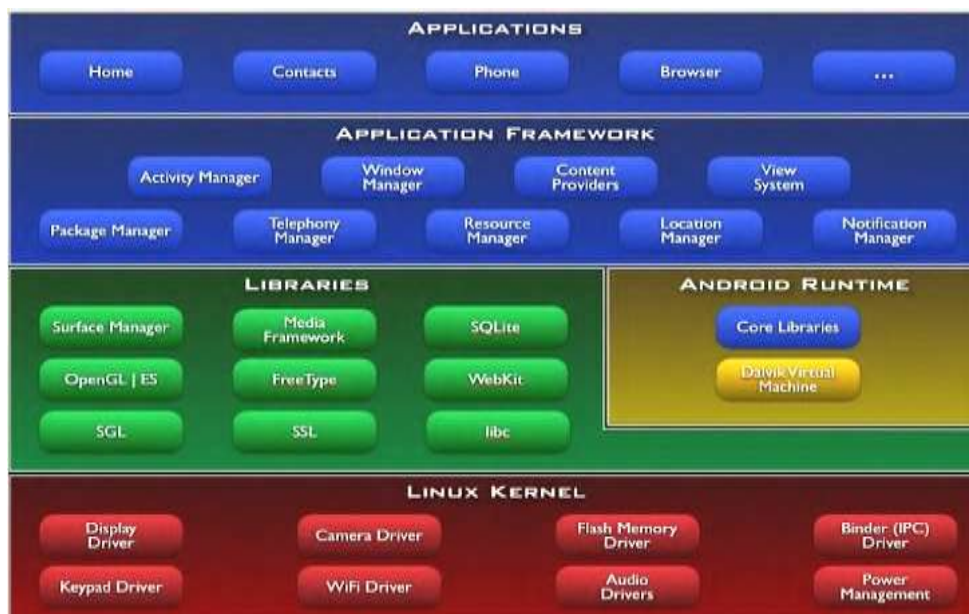 APPLICATIONS
Home
Contacts
Phone
Browser
...
APPLICATION FRAMEWORK
Activity Manager
Window
Manager
Content
Providers
View
System
Package Manager
Telephony
Manager
Resource
Manager
Location
Manager
Notification
Manager
LIBRARIES
Surface Manager
Media
Framework
SQLite
OpenGL | ES
FreeType
WebKit
SGL
SSL
libc
ANDROID RUNTIME
Core Libraries
Dalvik Virtual
Machine
LINUX KERNEL
Display
Driver
Camera Driver
Flash Memory
Driver
Binder (IPC)
Driver
Keypad Driver
WiFi Driver
Audio
Drivers
Power
Management